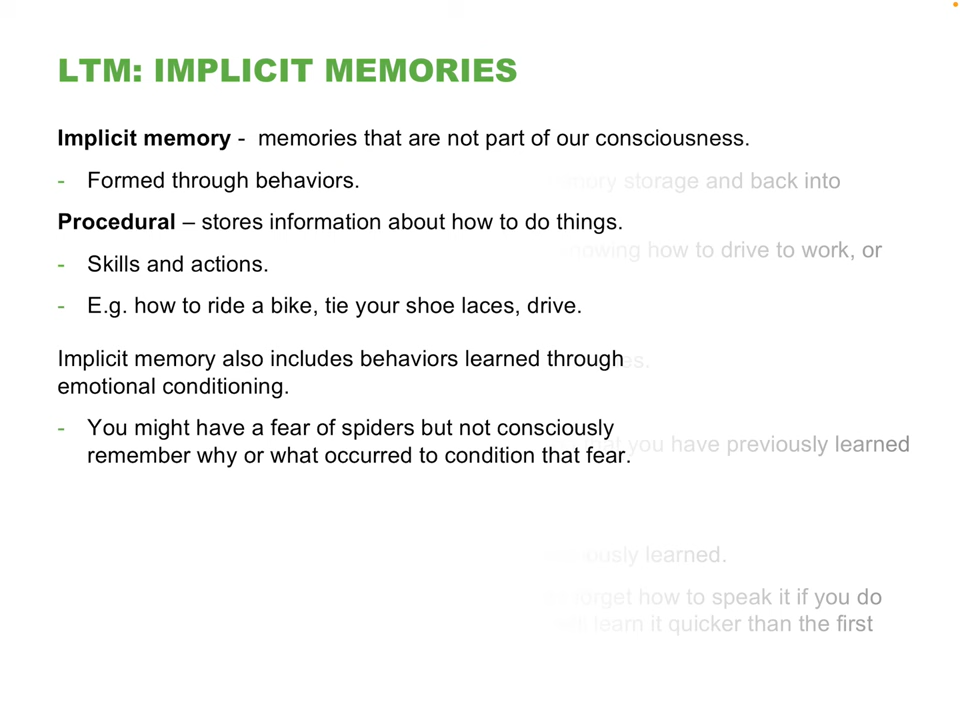 LTM: IMPLICIT MEMORIES
Implicit memory - memories that are not part of our consciousness.
- Formed through behaviors.
storage and back into
Procedural – stores information about how to do things.
how to drive to work, or
- Skills and actions.
- E.g. how to ride a bike, tie your shoe laces, drive.
Implicit memory also includes behaviors learned through
emotional conditioning.
- You might have a fear of spiders but not consciously
you have previously learned
remember why or what occurred to condition that fear.
learned.
forget how to speak it if you do
learn it quicker than the first